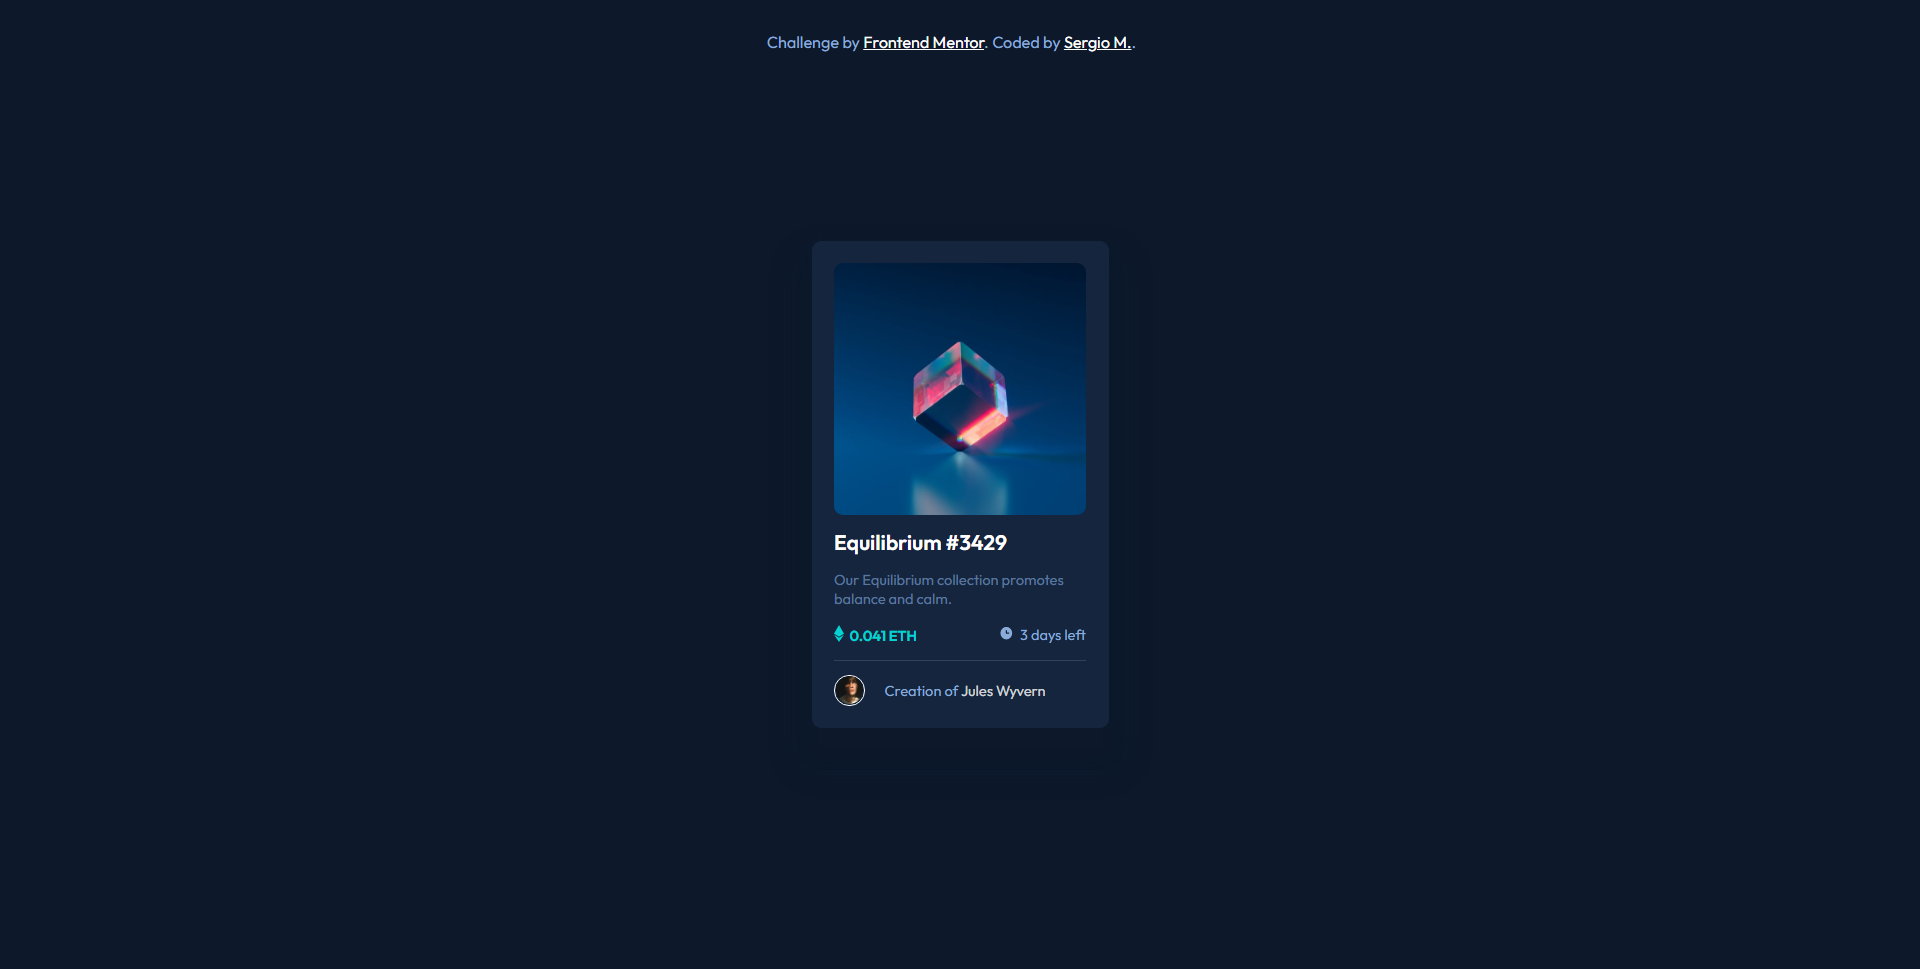 Challenge by Frontend Mentor. Coded by Sergio M..
Equilibrium #3429
Our Equilibrium collection promotes
balance and calm.
0.041 ETH
3 days left
Creation of Jules Wyvern